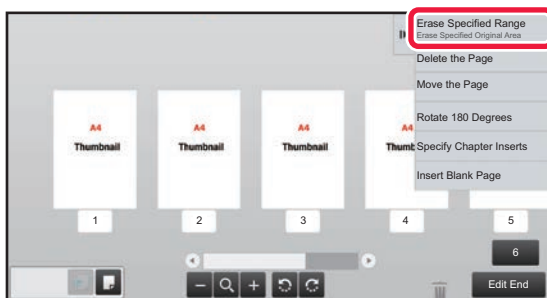 Erase Specified Range
Erase Specified Original Area
Delete the Page
Move the Page
Rotate 180 Degrees
Specify Chapter Inserts
Insert Blank Page
A4
Thumbnail
A4
Thumbnail
A4
Thumbnail
A4
Thumb
1
2
3
4
5
6
Edit End